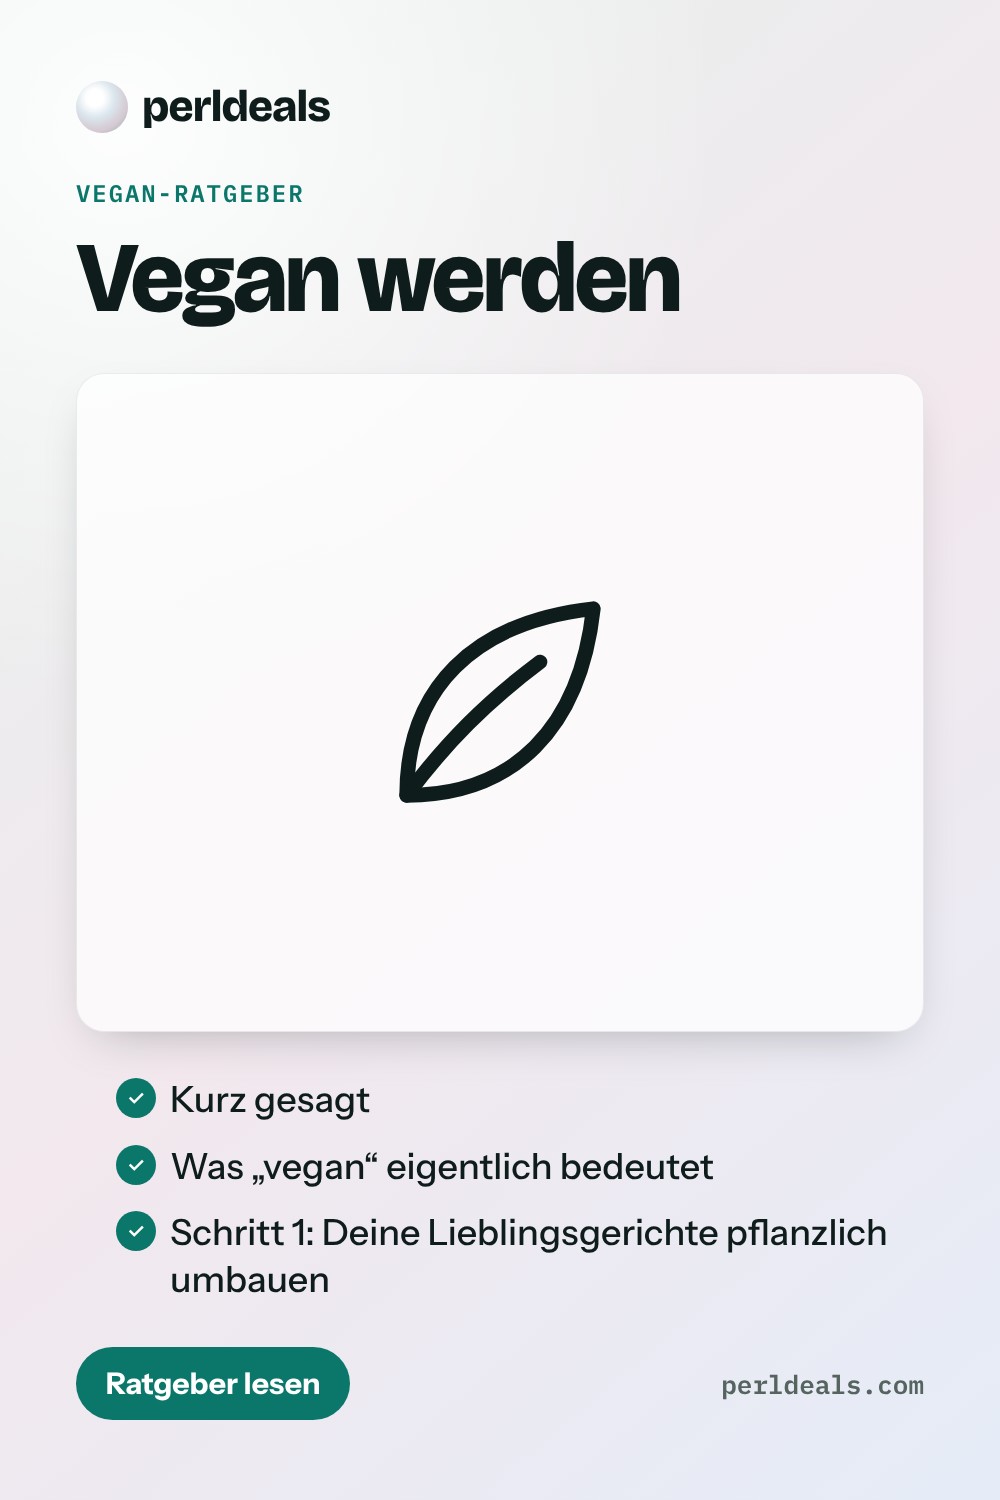 perldeals
VEGAN-RATGEBER
Vegan werden
Kurz gesagt
Was „vegan“ eigentlich bedeutet
Schritt 1: Deine Lieblingsgerichte pflanzlich
umbauen
Ratgeber lesen
perldeals.com